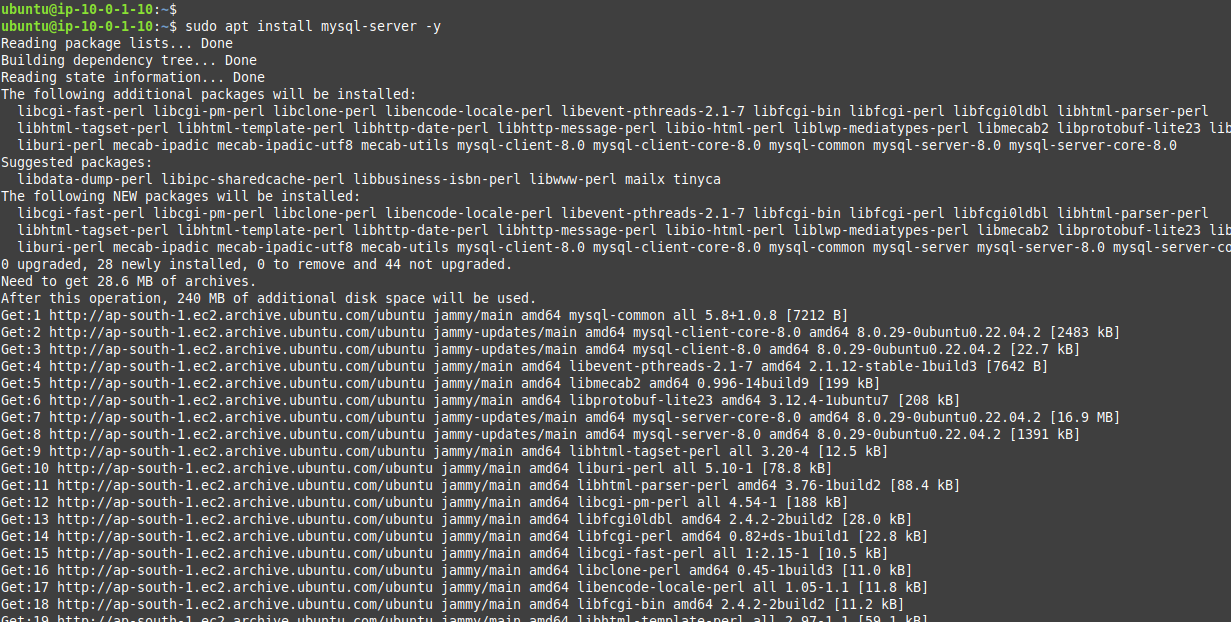 ubuntu@ip-10-0-1-10:~$
ubuntu@ip-10-0-1-10:~$ sudo apt install mysql-server -y
Reading package lists... Done
Building dependency tree... Done
Reading state information... Done
The following additional packages will be installed:
  libcgi-fast-perl libcgi-pm-perl libclone-perl libencode-locale-perl libevent-pthreads-2.1-7 libfcgi-bin libfcgi-perl libfcgi0ldbl libhtml-parser-perl
  libhtml-tagset-perl libhtml-template-perl libhttp-date-perl libhttp-message-perl libio-html-perl liblwp-mediatypes-perl libmecab2 libprotobuf-lite23 lib
  liburi-perl mecab-ipadic mecab-ipadic-utf8 mecab-utils mysql-client-8.0 mysql-client-core-8.0 mysql-common mysql-server-8.0 mysql-server-core-8.0
Suggested packages:
  libdata-dump-perl libipc-sharedcache-perl libbusiness-isbn-perl libwww-perl mailx tinyca
The following NEW packages will be installed:
  libcgi-fast-perl libcgi-pm-perl libclone-perl libencode-locale-perl libevent-pthreads-2.1-7 libfcgi-bin libfcgi-perl libfcgi0ldbl libhtml-parser-perl
  libhtml-tagset-perl libhtml-template-perl libhttp-date-perl libhttp-message-perl libio-html-perl liblwp-mediatypes-perl libmecab2 libprotobuf-lite23 lib
  liburi-perl mecab-ipadic mecab-ipadic-utf8 mecab-utils mysql-client-8.0 mysql-client-core-8.0 mysql-common mysql-server mysql-server-8.0 mysql-server-co
0 upgraded, 28 newly installed, 0 to remove and 44 not upgraded.
Need to get 28.6 MB of archives.
After this operation, 240 MB of additional disk space will be used.
Get:1 http://ap-south-1.ec2.archive.ubuntu.com/ubuntu jammy/main amd64 mysql-common all 5.8+1.0.8 [7212 B]
Get:2 http://ap-south-1.ec2.archive.ubuntu.com/ubuntu jammy-updates/main amd64 mysql-client-core-8.0 amd64 8.0.29-0ubuntu0.22.04.2 [2483 kB]
Get:3 http://ap-south-1.ec2.archive.ubuntu.com/ubuntu jammy-updates/main amd64 mysql-client-8.0 amd64 8.0.29-0ubuntu0.22.04.2 [22.7 kB]
Get:4 http://ap-south-1.ec2.archive.ubuntu.com/ubuntu jammy/main amd64 libevent-pthreads-2.1-7 amd64 2.1.12-stable-1build3 [7642 B]
Get:5 http://ap-south-1.ec2.archive.ubuntu.com/ubuntu jammy/main amd64 libmecab2 amd64 0.996-14build9 [199 kB]
Get:6 http://ap-south-1.ec2.archive.ubuntu.com/ubuntu jammy/main amd64 libprotobuf-lite23 amd64 3.12.4-1ubuntu7 [208 kB]
Get:7 http://ap-south-1.ec2.archive.ubuntu.com/ubuntu jammy-updates/main amd64 mysql-server-core-8.0 amd64 8.0.29-0ubuntu0.22.04.2 [16.9 MB]
Get:8 http://ap-south-1.ec2.archive.ubuntu.com/ubuntu jammy-updates/main amd64 mysql-server-8.0 amd64 8.0.29-0ubuntu0.22.04.2 [1391 kB]
Get:9 http://ap-south-1.ec2.archive.ubuntu.com/ubuntu jammy/main amd64 libhtml-tagset-perl all 3.20-4 [12.5 kB]
Get:10 http://ap-south-1.ec2.archive.ubuntu.com/ubuntu jammy/main amd64 liburi-perl all 5.10-1 [78.8 kB]
Get:11 http://ap-south-1.ec2.archive.ubuntu.com/ubuntu jammy/main amd64 libhtml-parser-perl amd64 3.76-1build2 [88.4 kB]
Get:12 http://ap-south-1.ec2.archive.ubuntu.com/ubuntu jammy/main amd64 libcgi-pm-perl all 4.54-1 [188 kB]
Get:13 http://ap-south-1.ec2.archive.ubuntu.com/ubuntu jammy/main amd64 libfcgi0ldbl amd64 2.4.2-2build2 [28.0 kB]
Get:14 http://ap-south-1.ec2.archive.ubuntu.com/ubuntu jammy/main amd64 libfcgi-perl amd64 0.82+ds-1build1 [22.8 kB]
Get:15 http://ap-south-1.ec2.archive.ubuntu.com/ubuntu jammy/main amd64 libcgi-fast-perl all 1:2.15-1 [10.5 kB]
Get:16 http://ap-south-1.ec2.archive.ubuntu.com/ubuntu jammy/main amd64 libclone-perl amd64 0.45-1build3 [11.0 kB]
Get:17 http://ap-south-1.ec2.archive.ubuntu.com/ubuntu jammy/main amd64 libencode-locale-perl all 1.05-1.1 [11.8 kB]
Get:18 http://ap-south-1.ec2.archive.ubuntu.com/ubuntu jammy/main amd64 libfcgi-bin amd64 2.4.2-2build2 [11.2 kB]
Get:19 http://ap-south-1.ec2.archive.ubuntu.com/ubuntu jammy/main amd64 libhtml-template-perl all 2.97-1.1 [59.1 kB]